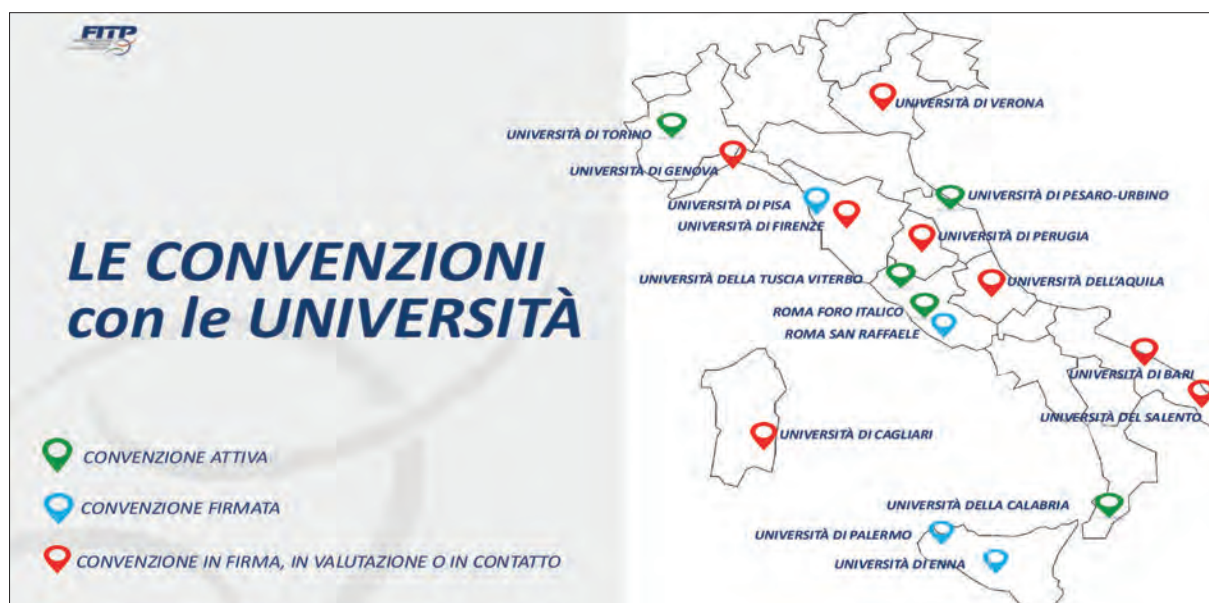 FITP
LE CONVENZIONI
con le UNIVERSITÀ
CONVENZIONE ATTIVA
CONVENZIONE FIRMATA
CONVENZIONE IN FIRMA, IN VALUTAZIONE O IN CONTATTO
UNIVERSITÀ DI VERONA
UNIVERSITÀ DI TORINO
UNIVERSITÀ DI GENOVA
UNIVERSITÀ DI PESARO-URBINO
UNIVERSITÀ DI PISA
UNIVERSITÀ DI FIRENZE
UNIVERSITÀ DI PERUGIA
UNIVERSITÀ DELLA TUSCIA VITERBO
UNIVERSITÀ DELL'AQUILA
ROMA FORO ITALICO
ROMA SAN RAFFAELE
UNIVERSITÀ DI BARI
UNIVERSITÀ DEL SALENTO
UNIVERSITÀ DI CAGLIARI
UNIVERSITÀ DELLA CALABRIA
UNIVERSITÀ DI PALERMO
UNIVERSITÀ DI ENNA